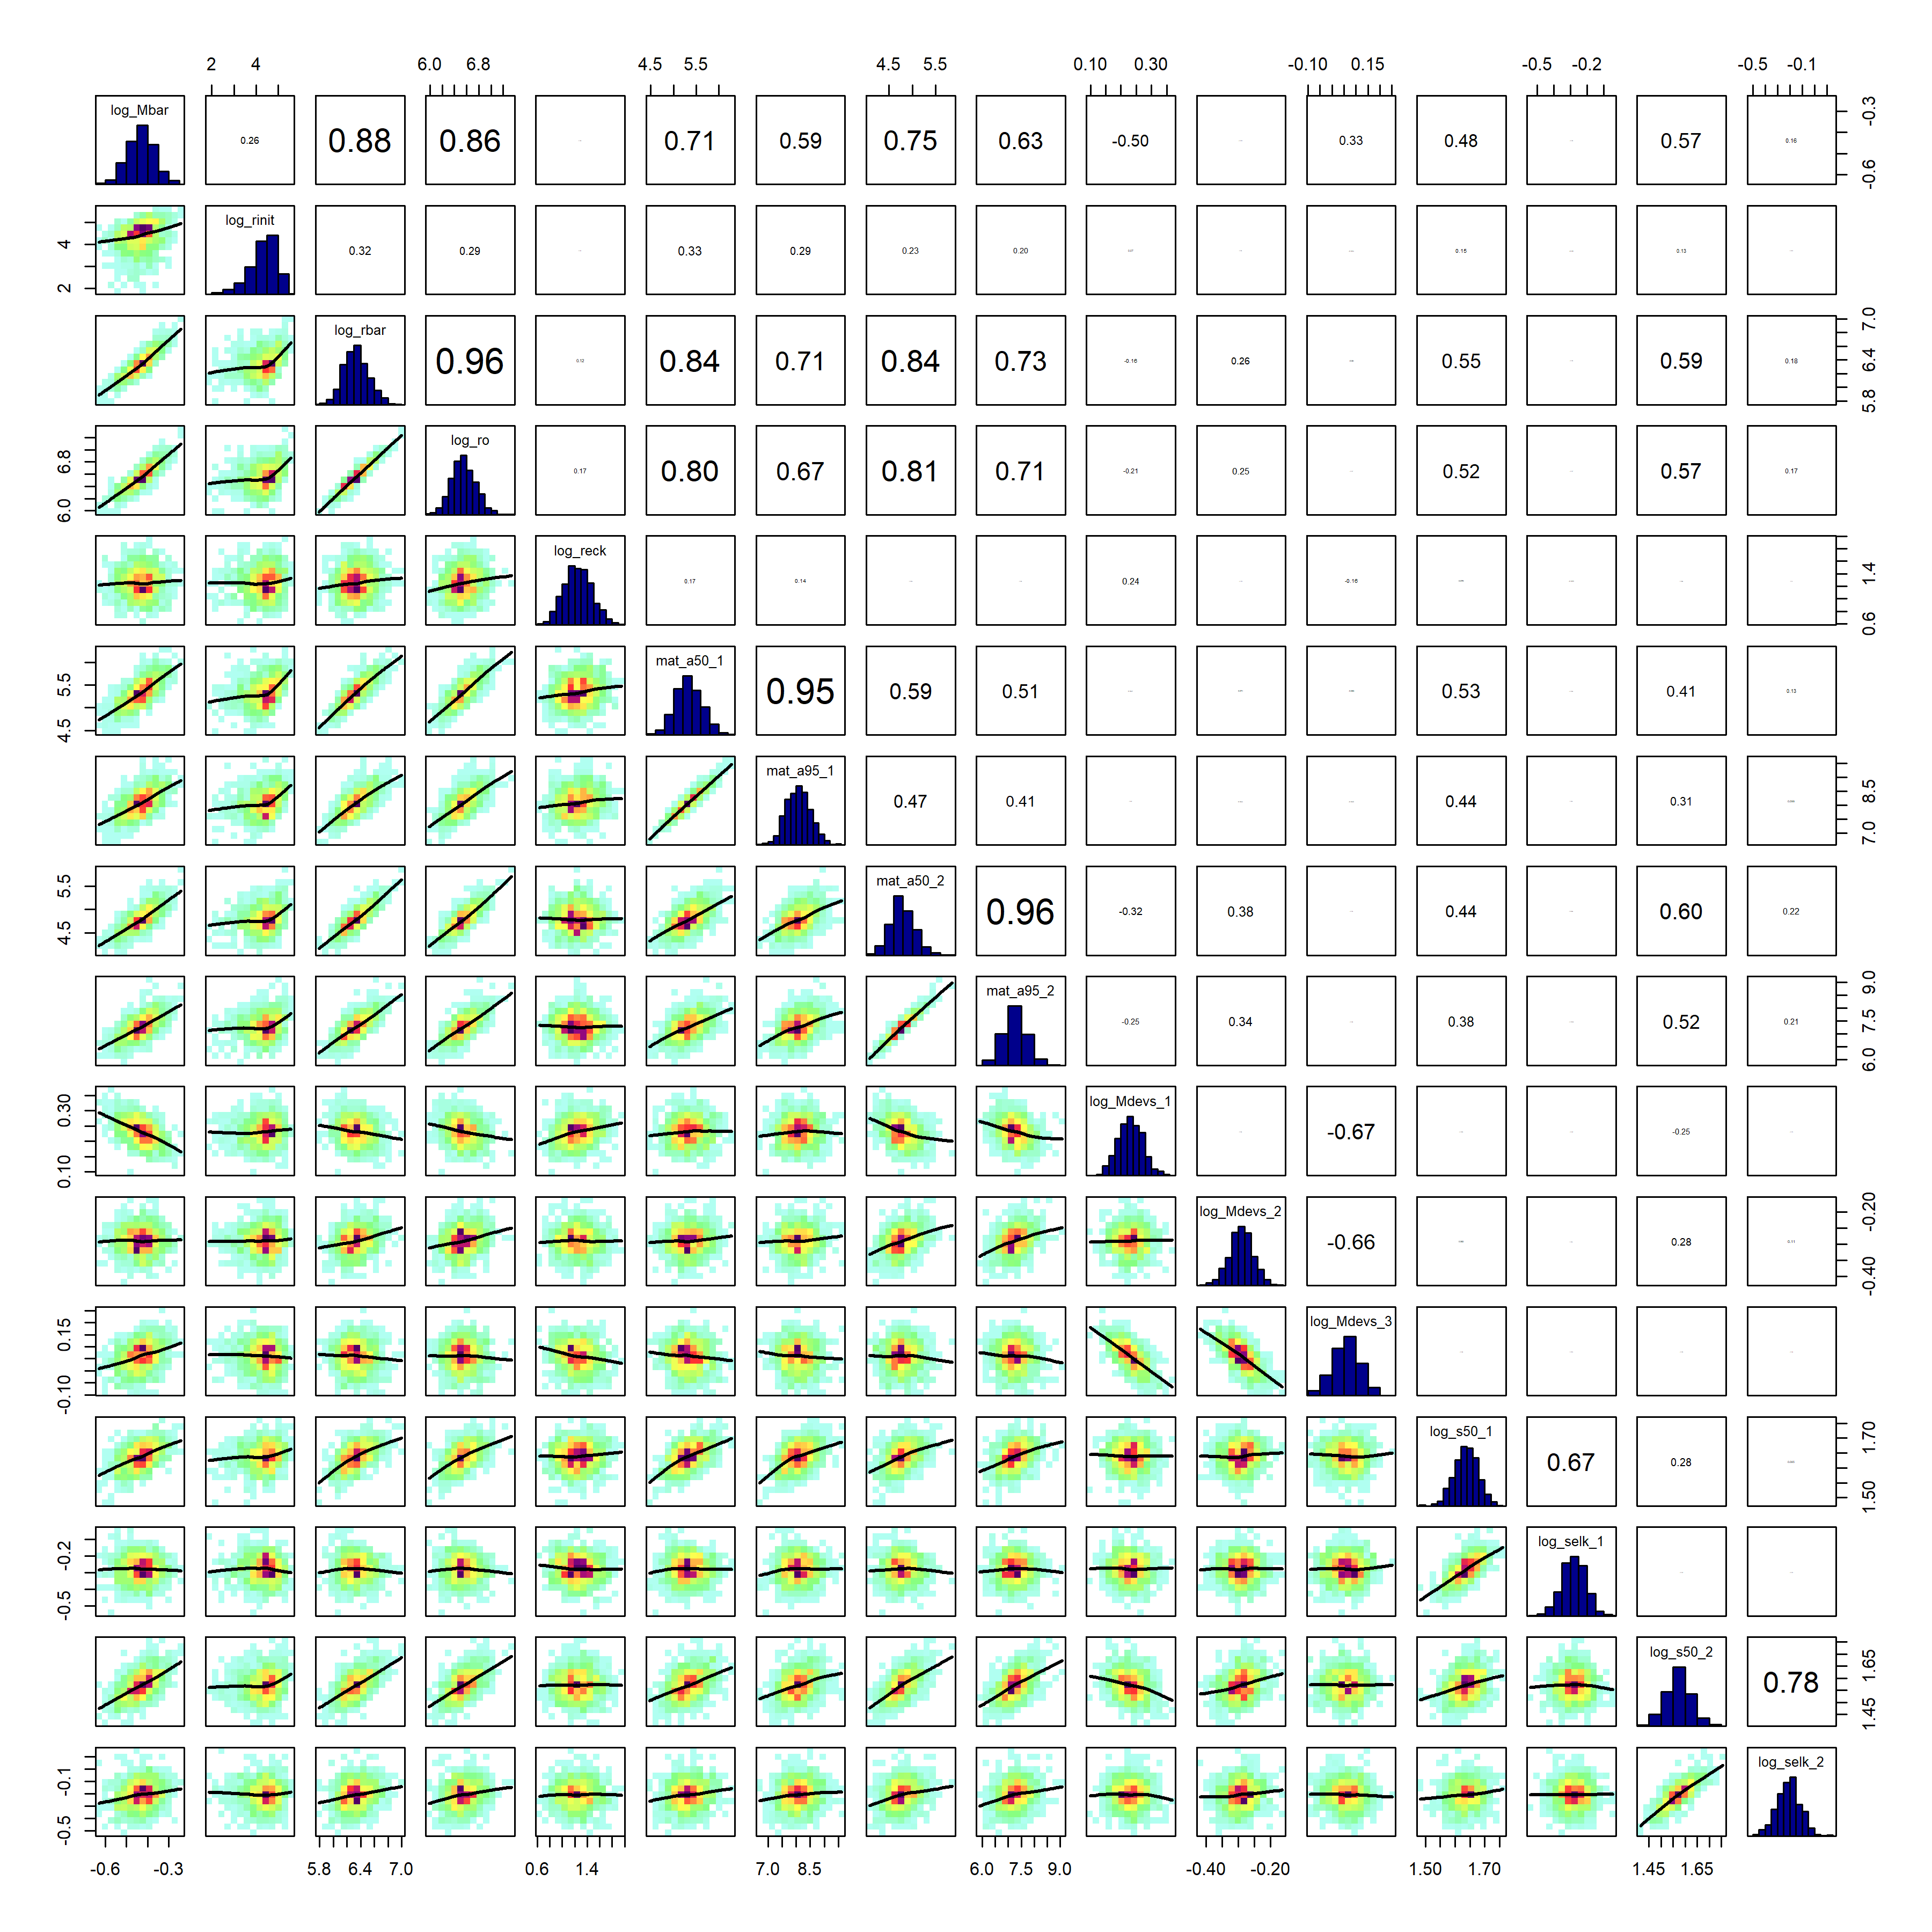 2 4 6.0 6.8 4.5 5.5 4.5 5.5 0.10 0.30 -0.10 0.15 -0.5 -0.2 -0.5 -0.1
log_Mbar 0.26 0.88 0.86 0.71 0.59 0.75 0.63 -0.50 0.33 0.48 0.57 0.16 -0.6 -0.3
2 4 log_rinit 0.32 0.29 0.33 0.29 0.23 0.20 0.15 0.13
log_rbar 0.96 0.12 0.84 0.71 0.84 0.73 -0.16 0.26 0.55 0.59 0.18 5.8 6.4 7.0
6.0 6.8 log_ro 0.17 0.80 0.67 0.81 0.71 -0.21 0.25 0.52 0.57 0.17
log_reck 0.17 0.14 0.24 -0.16 0.6 1.4
4.5 5.5 mat_a50_1 0.95 0.59 0.51 0.53 0.41 0.13
mat_a95_1 0.47 0.41 0.44 0.31 7.0 8.5
4.5 5.5 mat_a50_2 0.96 -0.32 0.38 0.44 0.60 0.22
mat_a95_2 -0.25 0.34 0.38 0.52 0.21 6.0 7.5 9.0
0.10 0.30 log_Mdevs_1 -0.67 -0.25
log_Mdevs_2 -0.66 0.28 0.11 -0.40 -0.20
-0.10 0.15 log_Mdevs_3
log_s50_1 0.67 0.28 1.50 1.70
-0.5 -0.2 log_selk_1
log_s50_2 0.78 1.45 1.65
-0.5 -0.1 log_selk_2
-0.6 -0.3 5.8 6.4 7.0 0.6 1.4 7.0 8.5 6.0 7.5 9.0 -0.40 -0.20 1.50 1.70 1.45 1.65